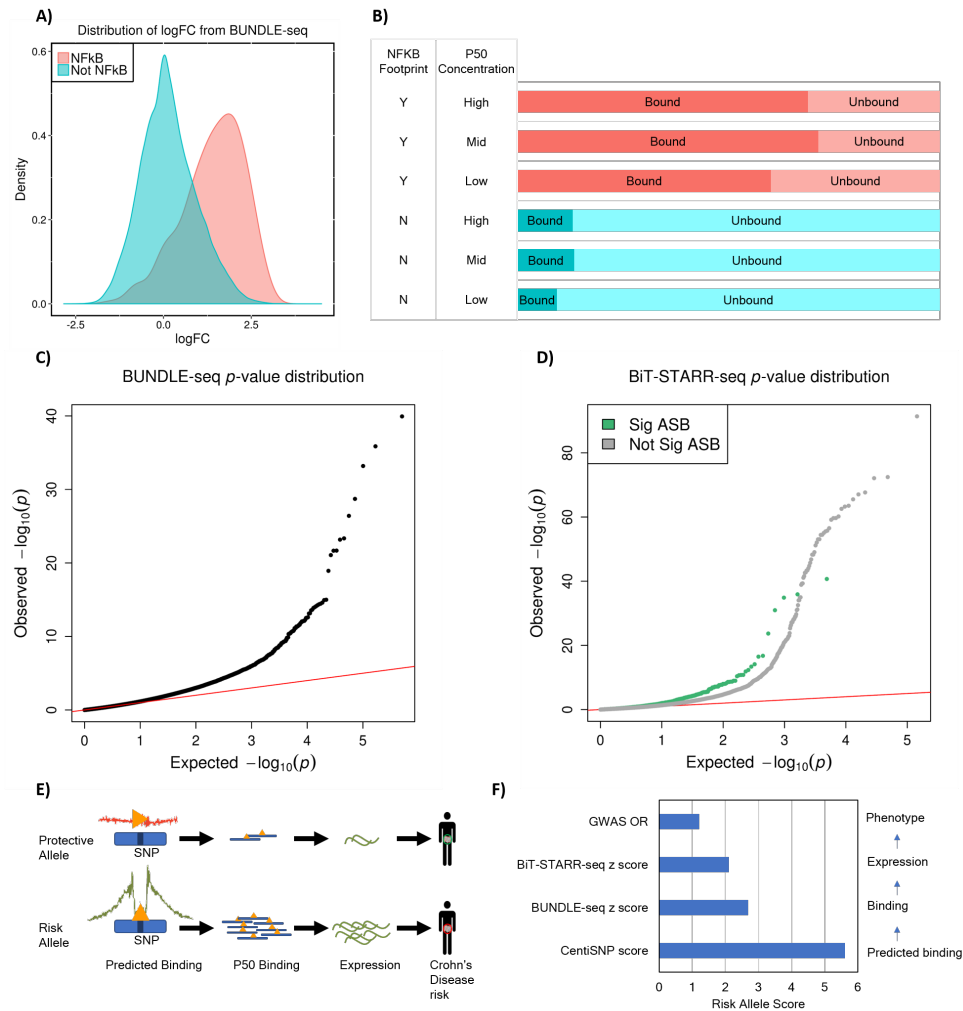 A)
Distribution of logFC from BUNDLE-seq
NFkB
Not NFkB
0.6
0.4
0.2
0.0
Density
-2.5
0.0
2.5
logFC
B)
NFKB Footprint
P50 Concentration
Y High Bound Unbound
Y Mid Bound Unbound
Y Low Bound Unbound
N High Bound Unbound
N Mid Bound Unbound
N Low Bound Unbound
C)
BUNDLE-seq p-value distribution
40
30
20
10
0
Observed −log10(p)
0 1 2 3 4 5
Expected −log10(p)
D)
BiT-STARR-seq p-value distribution
Sig ASB
Not Sig ASB
80
60
40
20
0
Observed −log10(p)
0 1 2 3 4 5
Expected −log10(p)
E)
Protective
Allele
SNP
Risk
Allele
SNP
Predicted Binding
P50 Binding
Expression
Crohn's
Disease
risk
F)
GWAS OR
BiT-STARR-seq z score
BUNDLE-seq z score
CentiSNP score
0 1 2 3 4 5 6
Risk Allele Score
Phenotype
Expression
Binding
Predicted binding